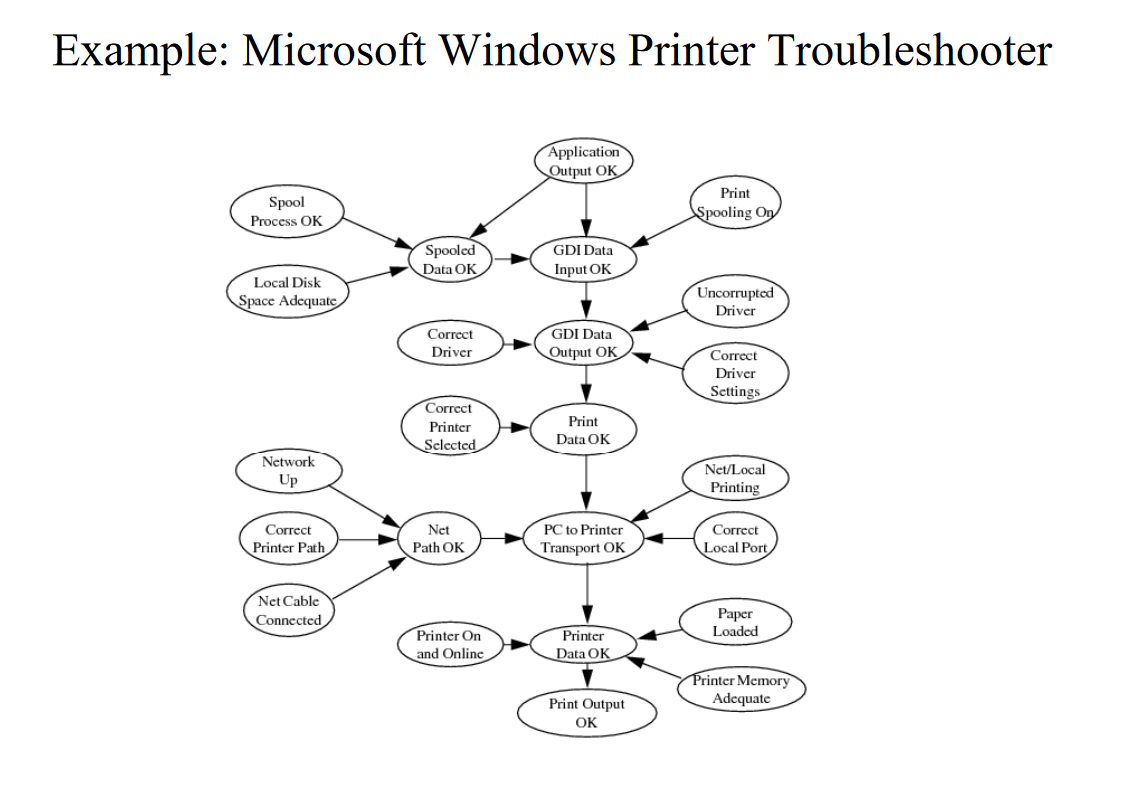 Example: Microsoft Windows Printer Troubleshooter
Application
Output OK
Spool
Process OK
Print
Spooling On
Spooled
Data OK
GDI Data
Input OK
Local Disk
Space Adequate
Uncorrupted
Driver
Correct
Driver
GDI Data
Output OK
Correct
Driver
Settings
Correct
Printer
Selected
Print
Data OK
Network
Up
Net/Local
Printing
Correct
Printer Path
Net
Path OK
PC to Printer
Transport OK
Correct
Local Port
Net Cable
Connected
Paper
Loaded
Printer On
and Online
Printer
Data OK
Printer Memory
Adequate
Print Output
OK